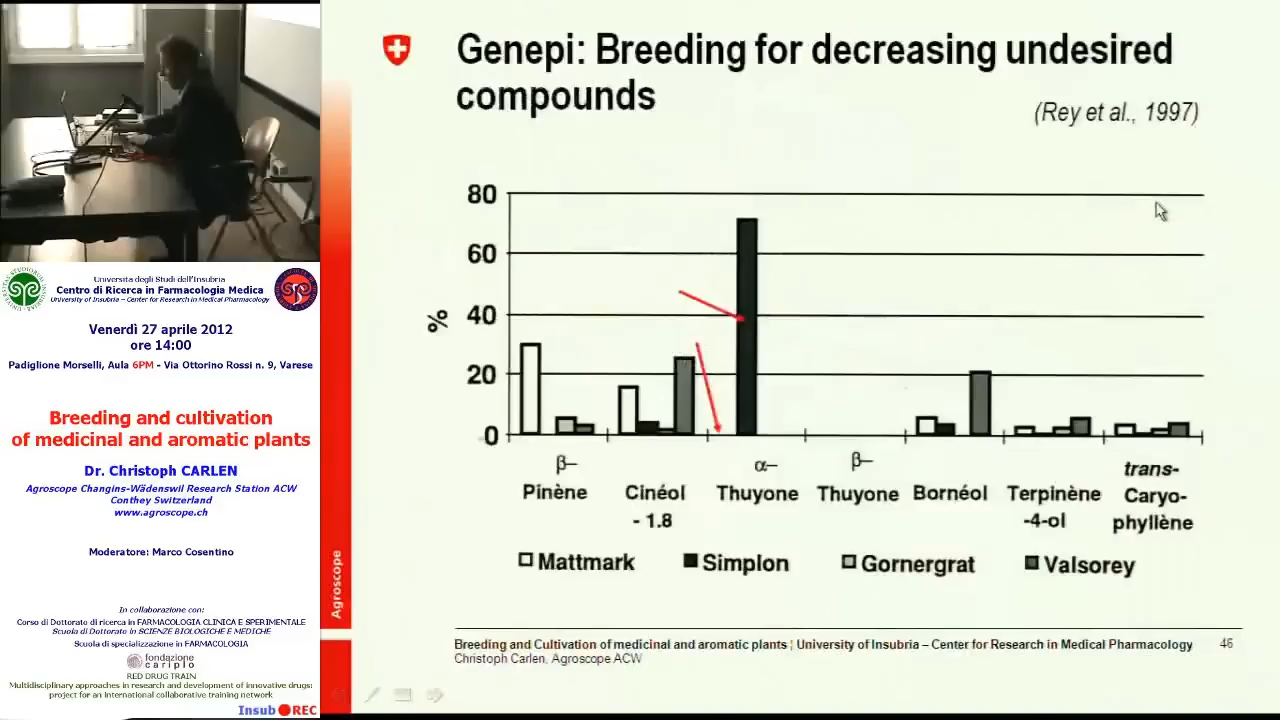 Genepi: Breeding for decreasing undesired
compounds
(Rey et al., 1997)
80
60
40
20
0
%
β–
Pinène
Cinéol
- 1.8
α–
Thuyone
β–
Thuyone
Bornéol
Terpinène
-4-ol
trans-
Caryo-
phyllène
Mattmark
Simplon
Gornergrat
Valsorey
Agroscope
Breeding and Cultivation of medicinal and aromatic plants | University of Insubria – Center for Research in Medical Pharmacology
46
Christoph Carlen, Agroscope ACW
Università degli Studi dell'Insubria
Centro di Ricerca in Farmacologia Medica
University of Insubria – Center for Research in Medical Pharmacology
Venerdì 27 aprile 2012
ore 14:00
Padiglione Morselli, Aula 6PM - Via Ottorino Rossi n. 9, Varese
Breeding and cultivation
of medicinal and aromatic plants
Dr. Christoph CARLEN
Agroscope Changins-Wädenswil Research Station ACW
Conthey Switzerland
www.agroscope.ch
Moderatore: Marco Cosentino
In collaborazione con:
Corso di Dottorato di ricerca in FARMACOLOGIA CLINICA E SPERIMENTALE
Scuola di Dottorato in SCIENZE BIOLOGICHE E MEDICHE
Scuola di specializzazione in FARMACOLOGIA
fondazione
cariplo
RED DRUG TRAIN
Multidisciplinary approaches in research and development of innovative drugs:
project for an international collaborative training network
Insub REC